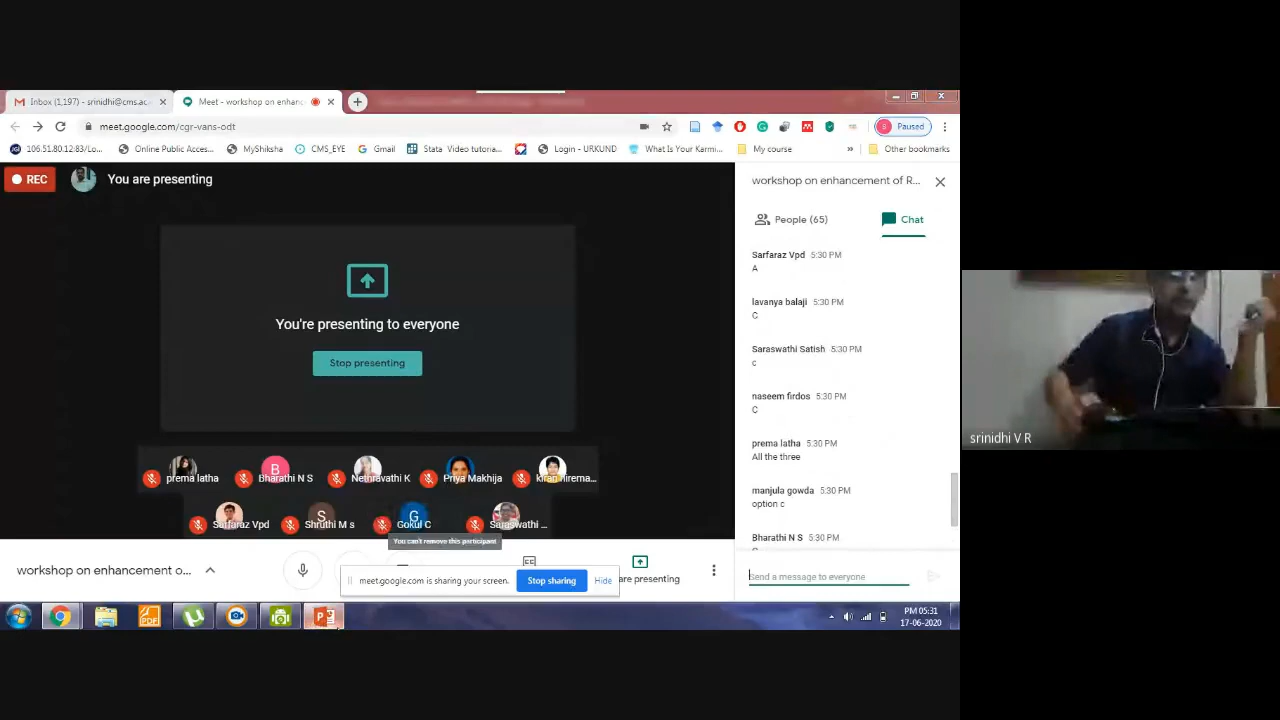 Inbox (1,197) - srinidhi@cms.ac.
Meet - workshop on enhanc
meet.google.com/cgr-vans-odt
Paused
106.51.80.12:83/Lo...
Online Public Acces...
MyShiksha
CMS_EYE
Gmail
Stata Video tutoria...
Login - URKUND
What Is Your Karmi...
My course
Other bookmarks
REC
You are presenting
workshop on enhancement of R...
People (65)
Chat
Sarfaraz Vpd 5:30 PM
A
lavanya balaji 5:30 PM
C
Saraswathi Satish 5:30 PM
c
naseem firdos 5:30 PM
C
prema latha 5:30 PM
All the three
manjula gowda 5:30 PM
option c
Bharathi N S 5:30 PM
Send a message to everyone
You're presenting to everyone
Stop presenting
prema latha
B
Bharathi N S
Nethravathi K
Priya Makhija
kiran hirema...
Sarfaraz Vpd
S
Shruthi M s
G
Gokul C
Saraswathi ...
You can't remove this participant
workshop on enhancement o...
are presenting
meet.google.com is sharing your screen.
Stop sharing
Hide
PDF
PM 05:31
17-06-2020
srinidhi V R